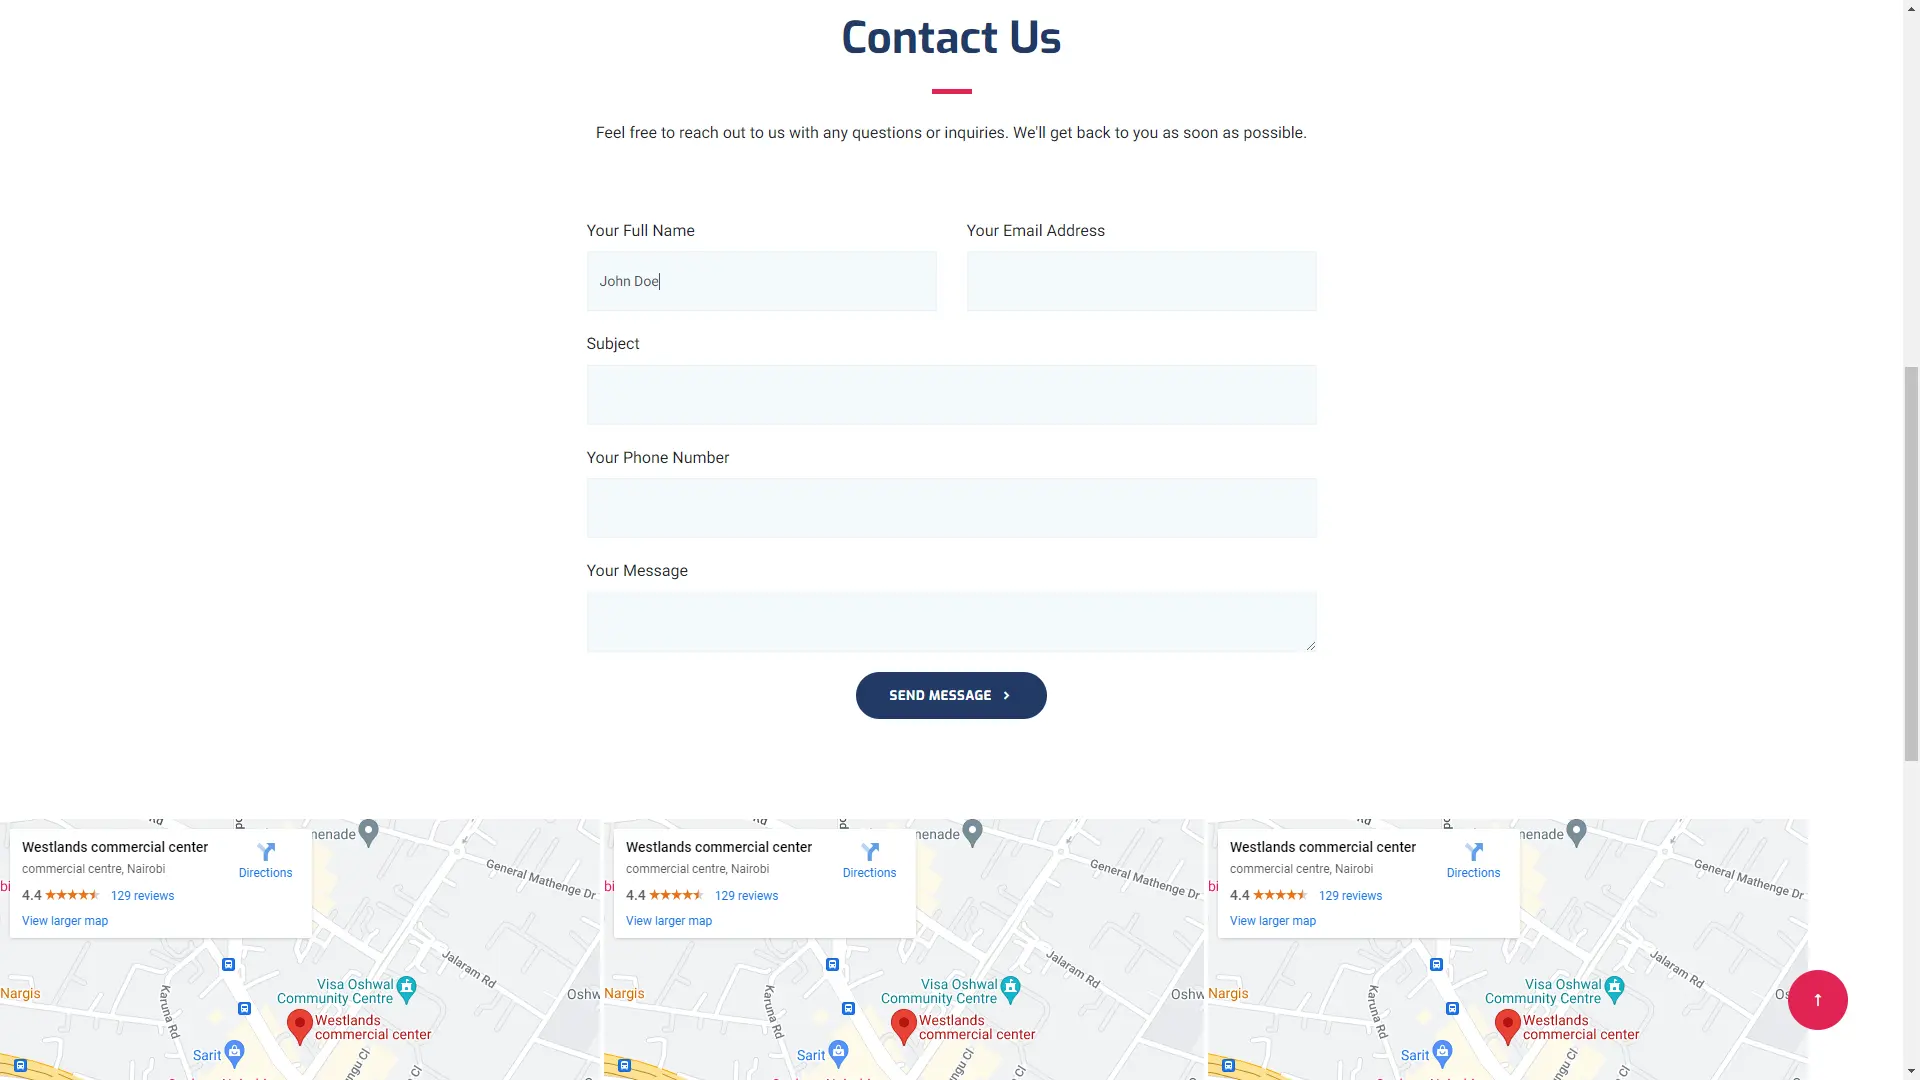 Contact Us
Feel free to reach out to us with any questions or inquiries. We'll get back to you as soon as possible.
Your Full Name
Your Email Address
John Doe
Subject
Your Phone Number
Your Message
SEND MESSAGE
Westlands commercial center
commercial centre, Nairobi
Directions
4.4
129 reviews
View larger map
General Mathenge Dr
Jalaram Rd
Karuna Rd
Visa Oshwal
Community Centre
Nargis
Westlands
commercial center
Sarit
Westlands commercial center
commercial centre, Nairobi
Directions
4.4
129 reviews
View larger map
General Mathenge Dr
Jalaram Rd
Karuna Rd
Visa Oshwal
Community Centre
Nargis
Westlands
commercial center
Sarit
Westlands commercial center
commercial centre, Nairobi
Directions
4.4
129 reviews
View larger map
General Mathenge Dr
Jalaram Rd
Karuna Rd
Visa Oshwal
Community Centre
Nargis
Westlands
commercial center
Sarit